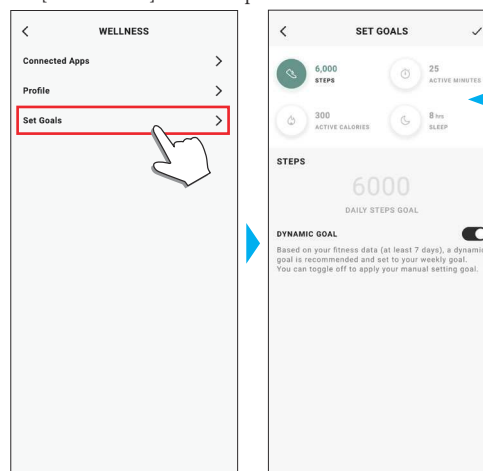 WELLNESS
Connected Apps
Profile
Set Goals
SET GOALS
6,000
STEPS
25
ACTIVE MINUTES
300
ACTIVE CALORIES
8 hrs
SLEEP
STEPS
6000
DAILY STEPS GOAL
DYNAMIC GOAL
Based on your fitness data (at least 7 days), a dynamic
goal is recommended and set to your weekly goal.
You can toggle off to apply your manual setting goal.